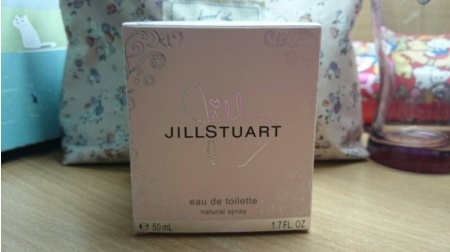 Jill
JILLSTUART
eau de toilette
natural spray
℮ 50 mL 1.7 FL OZ